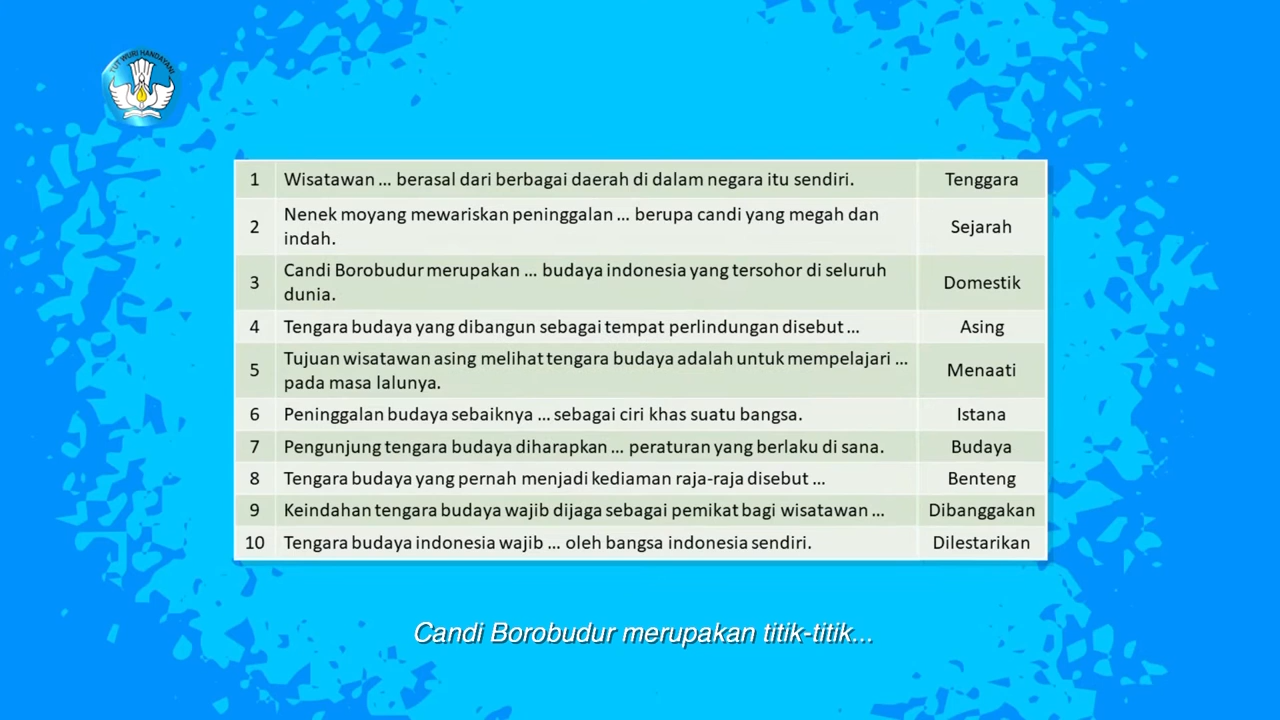 TUT WURI HANDAYANI
1 Wisatawan ... berasal dari berbagai daerah di dalam negara itu sendiri. Tenggara
2 Nenek moyang mewariskan peninggalan ... berupa candi yang megah dan
indah. Sejarah
3 Candi Borobudur merupakan ... budaya indonesia yang tersohor di seluruh
dunia. Domestik
4 Tengara budaya yang dibangun sebagai tempat perlindungan disebut ... Asing
5 Tujuan wisatawan asing melihat tengara budaya adalah untuk mempelajari ...
pada masa lalunya. Menaati
6 Peninggalan budaya sebaiknya ... sebagai ciri khas suatu bangsa. Istana
7 Pengunjung tengara budaya diharapkan ... peraturan yang berlaku di sana. Budaya
8 Tengara budaya yang pernah menjadi kediaman raja-raja disebut ... Benteng
9 Keindahan tengara budaya wajib dijaga sebagai pemikat bagi wisatawan ... Dibanggakan
10 Tengara budaya indonesia wajib ... oleh bangsa indonesia sendiri. Dilestarikan
Candi Borobudur merupakan titik-titik...